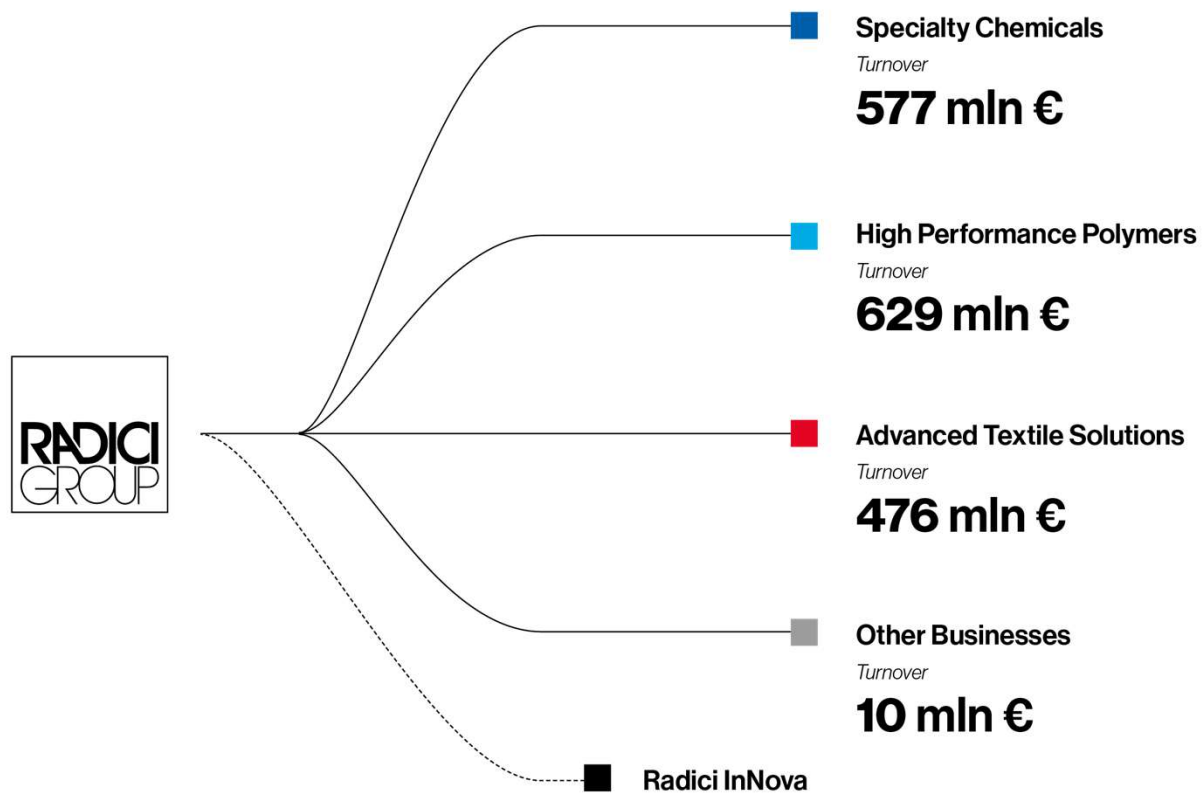 Specialty Chemicals
Turnover
577 mln €
High Performance Polymers
Turnover
629 mln €
RADICI
GROUP
Advanced Textile Solutions
Turnover
476 mln €
Other Businesses
Turnover
10 mln €
Radici InNova